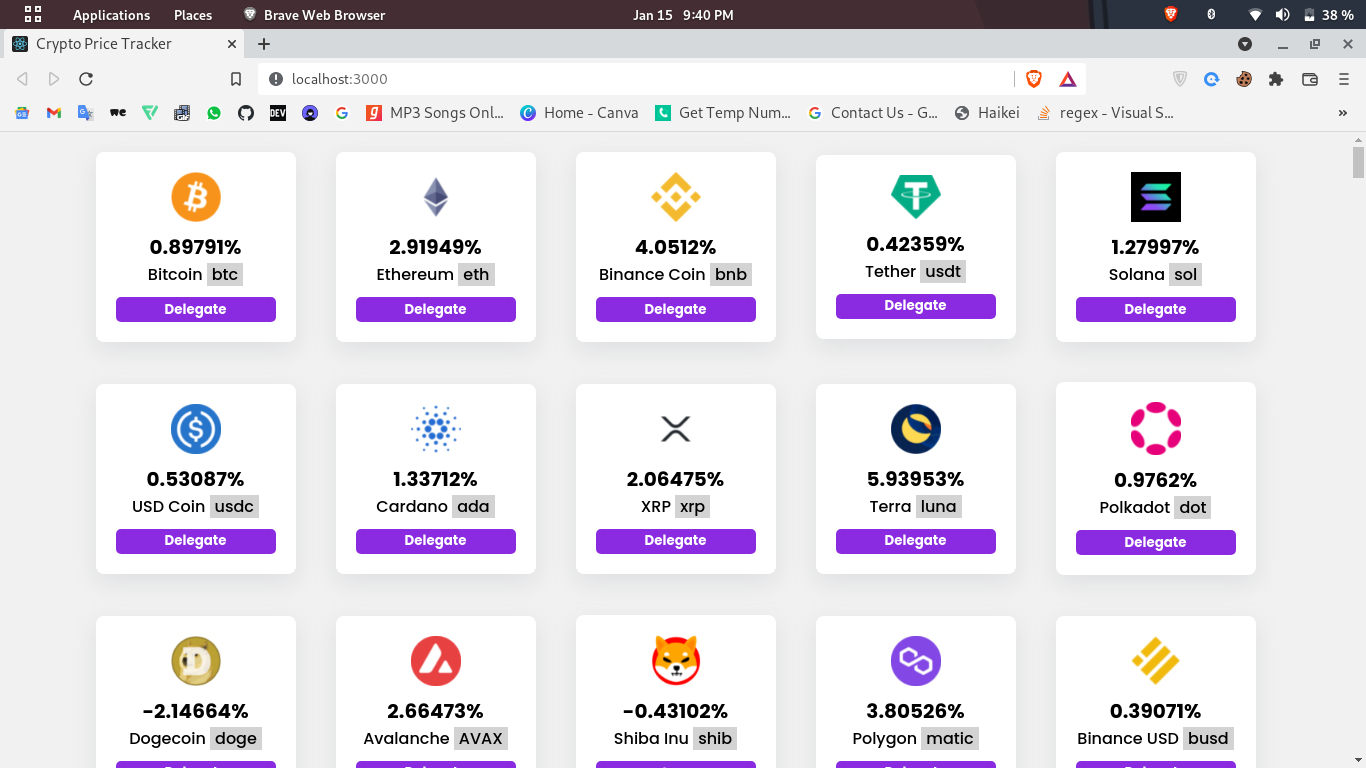 Applications Places Brave Web Browser Jan 15 9:40 PM 38 %
Crypto Price Tracker
localhost:3000
we DEV MP3 Songs Onl... Home - Canva Get Temp Num... Contact Us - G... Haikei regex - Visual S... »
0.89791% 2.91949% 4.0512% 0.42359% 1.27997%
Bitcoin btc Ethereum eth Binance Coin bnb Tether usdt Solana sol
Delegate Delegate Delegate Delegate Delegate
0.53087% 1.33712% 2.06475% 5.93953% 0.9762%
USD Coin usdc Cardano ada XRP xrp Terra luna Polkadot dot
Delegate Delegate Delegate Delegate Delegate
-2.14664% 2.66473% -0.43102% 3.80526% 0.39071%
Dogecoin doge Avalanche AVAX Shiba Inu shib Polygon matic Binance USD busd